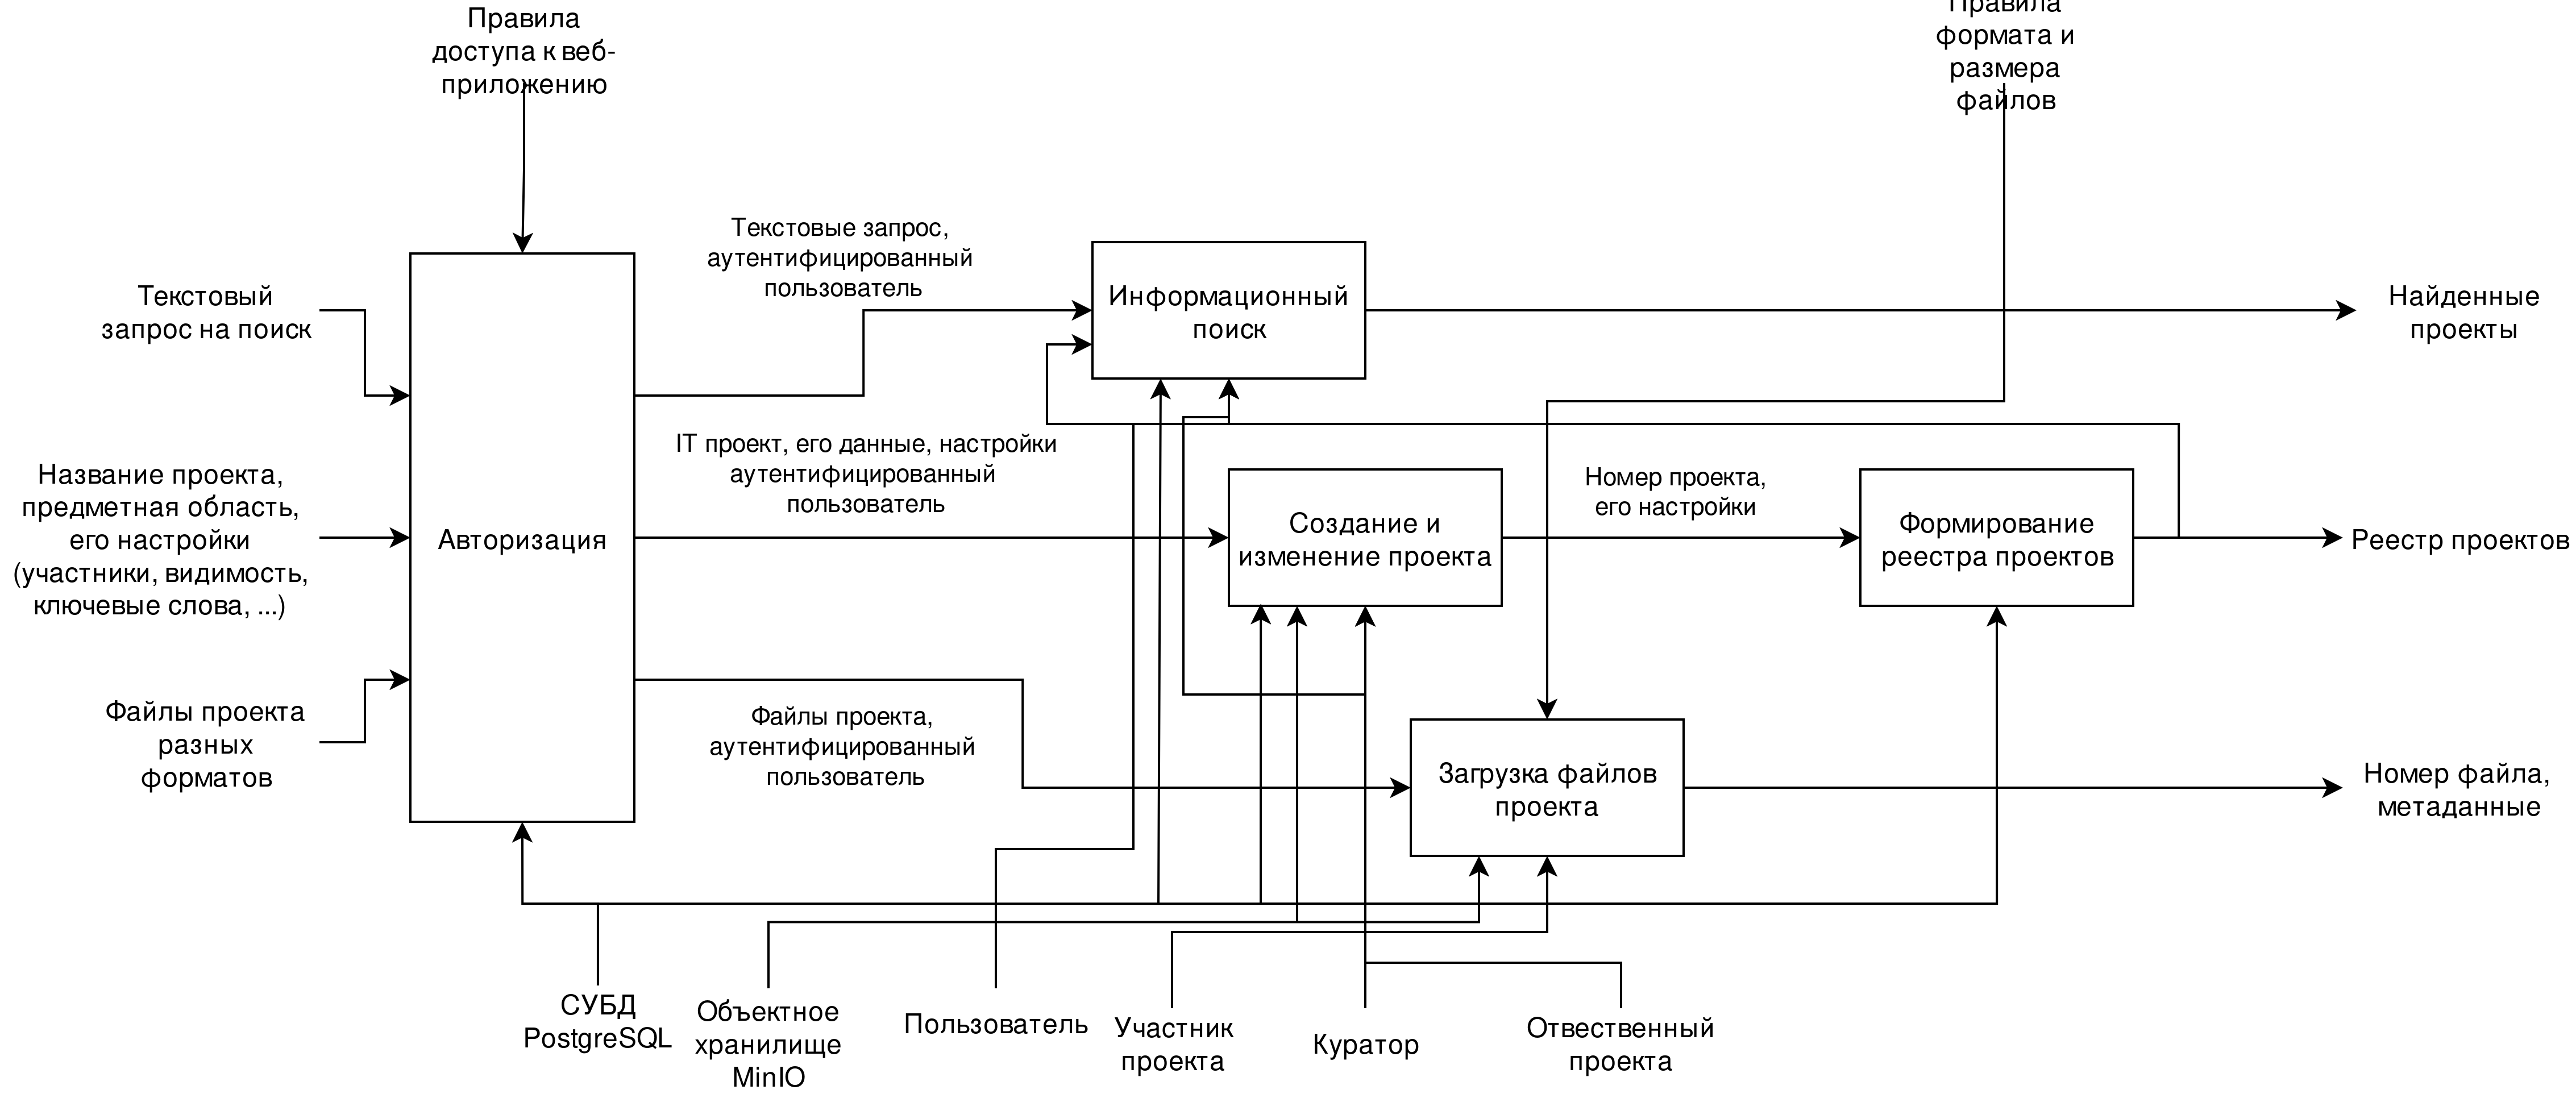 Правила
доступа к веб-
приложению
Правила
формата и
размера
файлов
Текстовый
запрос на поиск
Название проекта,
предметная область,
его настройки
(участники, видимость,
ключевые слова, ...)
Файлы проекта
разных
форматов
Авторизация
Текстовые запрос,
аутентифицированный
пользователь
IT проект, его данные, настройки
аутентифицированный
пользователь
Файлы проекта,
аутентифицированный
пользователь
Информационный
поиск
Создание и
изменение проекта
Номер проекта,
его настройки
Формирование
реестра проектов
Загрузка файлов
проекта
Найденные
проекты
Реестр проектов
Номер файла,
метаданные
СУБД
PostgreSQL
Объектное
хранилище
MinIO
Пользователь
Участник
проекта
Куратор
Отвественный
проекта